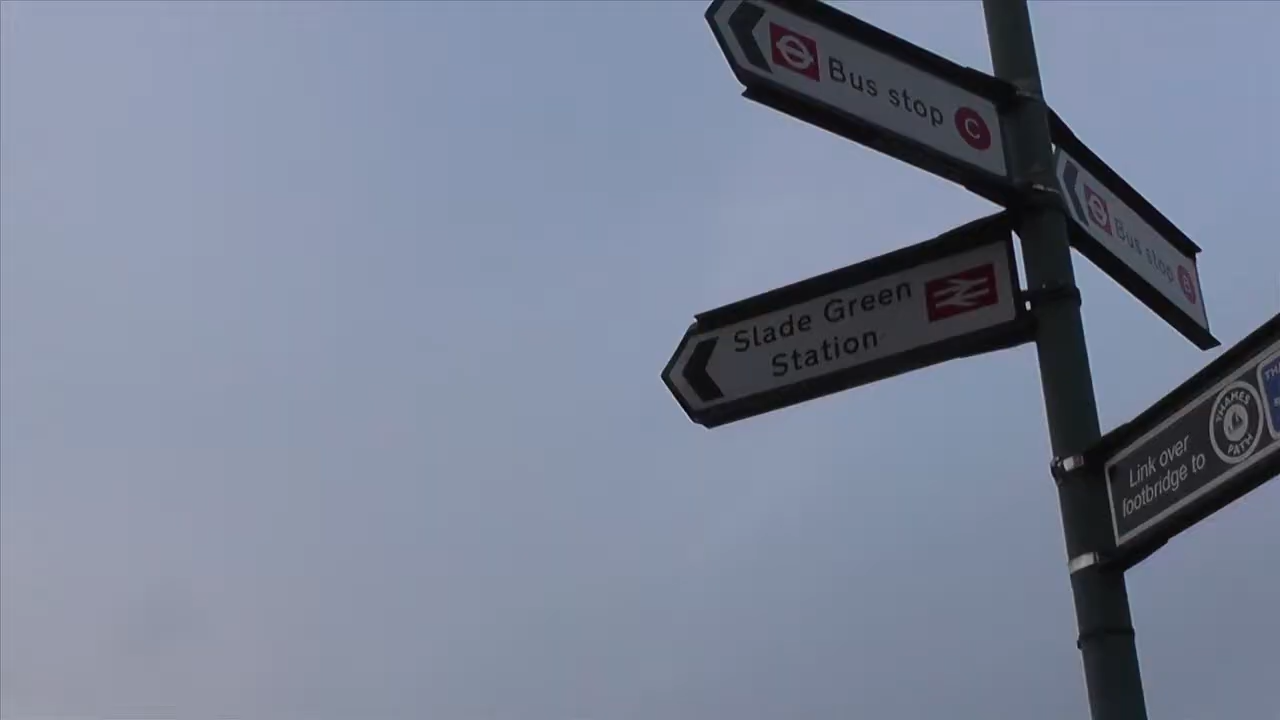 Bus stop C
Bus stop B
Slade Green
Station
Link over
footbridge to
THAMES
PATH